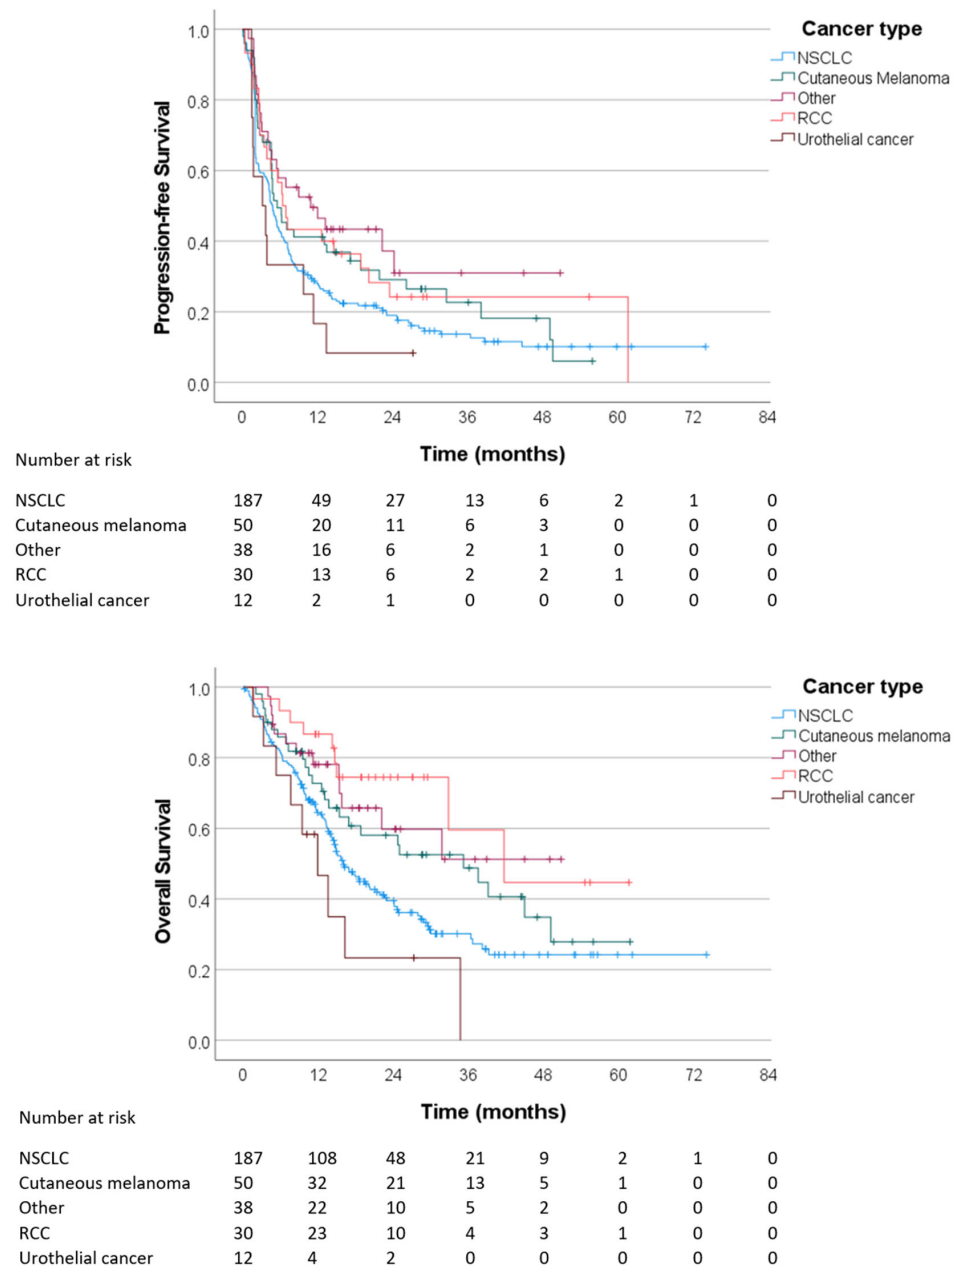 Cancer type
NSCLC
Cutaneous Melanoma
Other
RCC
Urothelial cancer
Progression-free Survival
1.0
0.8
0.6
0.4
0.2
0.0
0 12 24 36 48 60 72 84
Time (months)
Number at risk
NSCLC 187 49 27 13 6 2 1 0
Cutaneous melanoma 50 20 11 6 3 0 0 0
Other 38 16 6 2 1 0 0 0
RCC 30 13 6 2 2 1 0 0
Urothelial cancer 12 2 1 0 0 0 0 0
Cancer type
NSCLC
Cutaneous melanoma
Other
RCC
Urothelial cancer
Overall Survival
1.0
0.8
0.6
0.4
0.2
0.0
0 12 24 36 48 60 72 84
Time (months)
Number at risk
NSCLC 187 108 48 21 9 2 1 0
Cutaneous melanoma 50 32 21 13 5 1 0 0
Other 38 22 10 5 2 0 0 0
RCC 30 23 10 4 3 1 0 0
Urothelial cancer 12 4 2 0 0 0 0 0